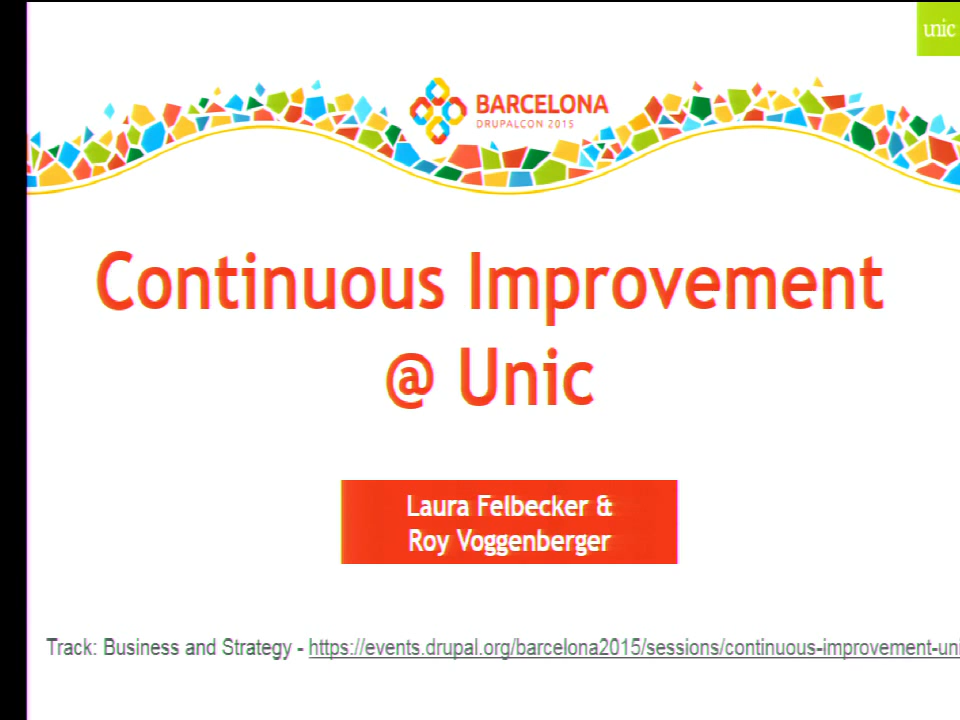 unic
BARCELONA
DRUPALCON 2015
Continuous Improvement
@ Unic
Laura Felbecker &
Roy Voggenberger
Track: Business and Strategy - https://events.drupal.org/barcelona2015/sessions/continuous-improvement-uni